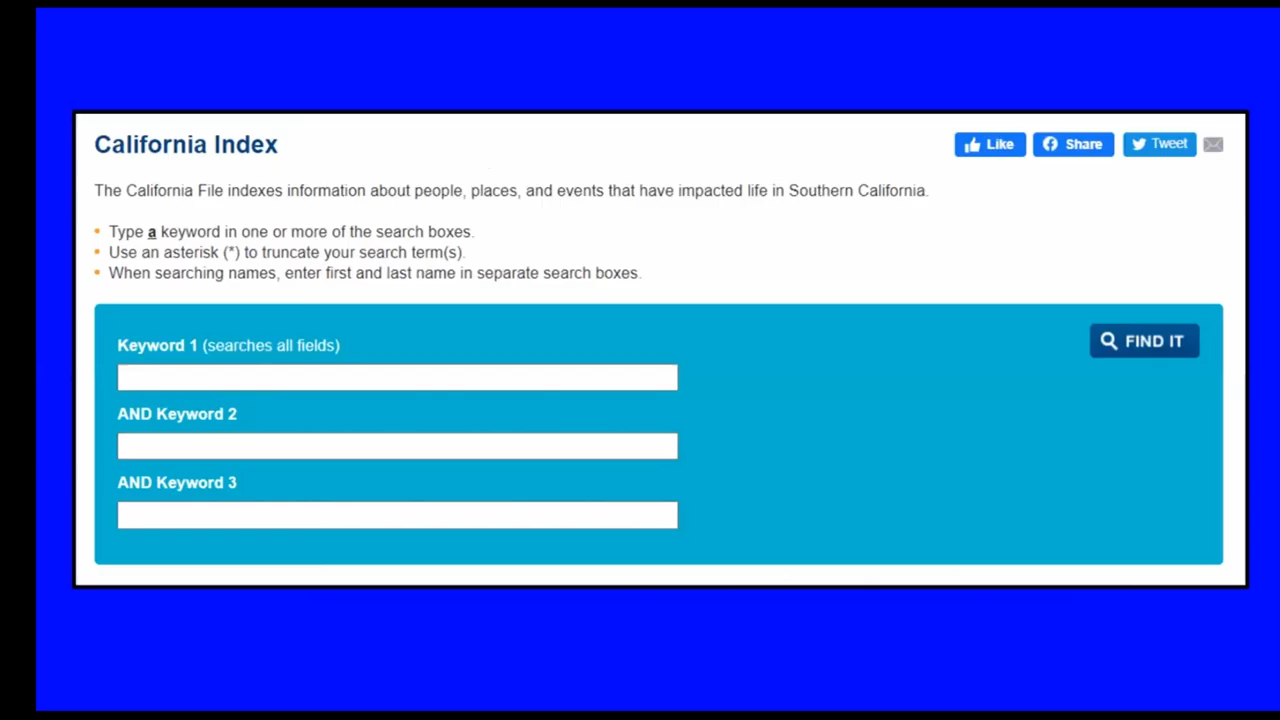 California Index
Like Share Tweet
The California File indexes information about people, places, and events that have impacted life in Southern California.
• Type a keyword in one or more of the search boxes.
• Use an asterisk (*) to truncate your search term(s).
• When searching names, enter first and last name in separate search boxes.
Keyword 1 (searches all fields)
FIND IT
AND Keyword 2
AND Keyword 3